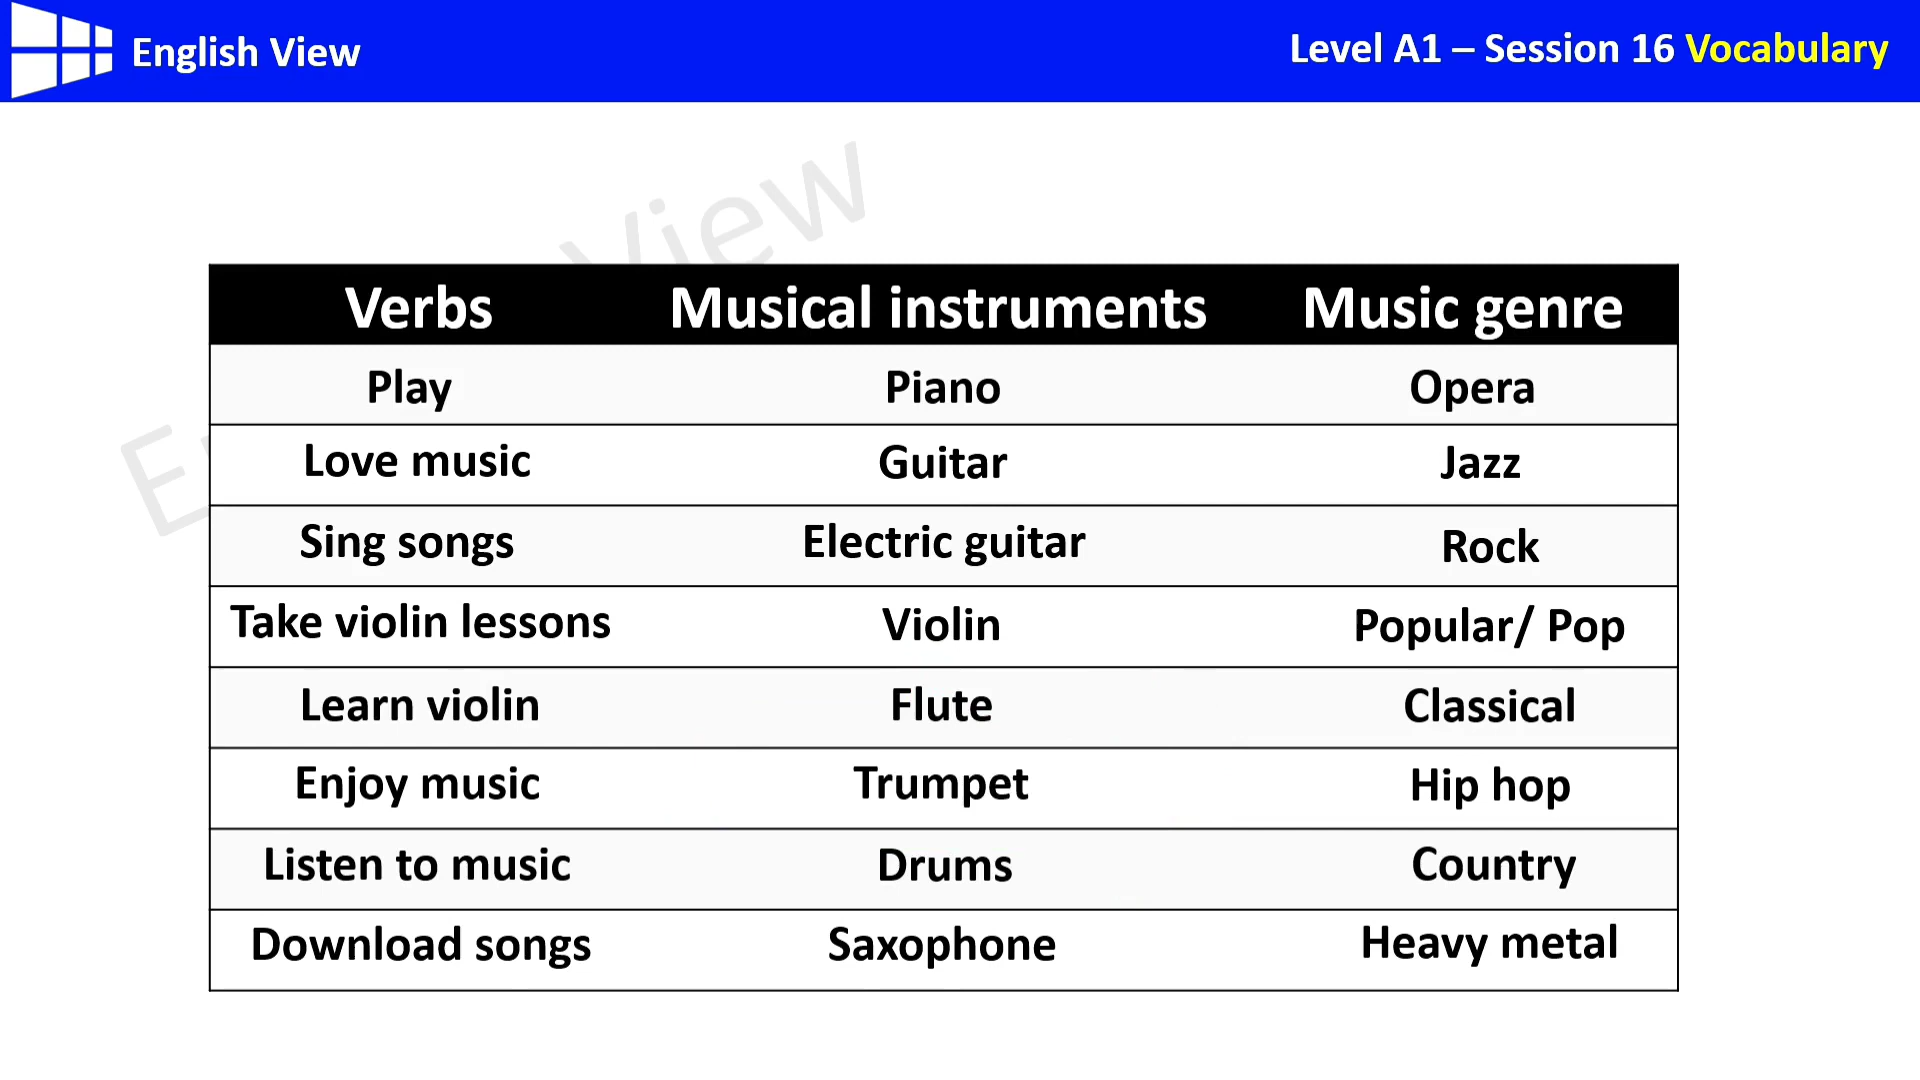 English View
Level A1 – Session 16 Vocabulary
Verbs Musical instruments Music genre
Play Piano Opera
Love music Guitar Jazz
Sing songs Electric guitar Rock
Take violin lessons Violin Popular/ Pop
Learn violin Flute Classical
Enjoy music Trumpet Hip hop
Listen to music Drums Country
Download songs Saxophone Heavy metal
View